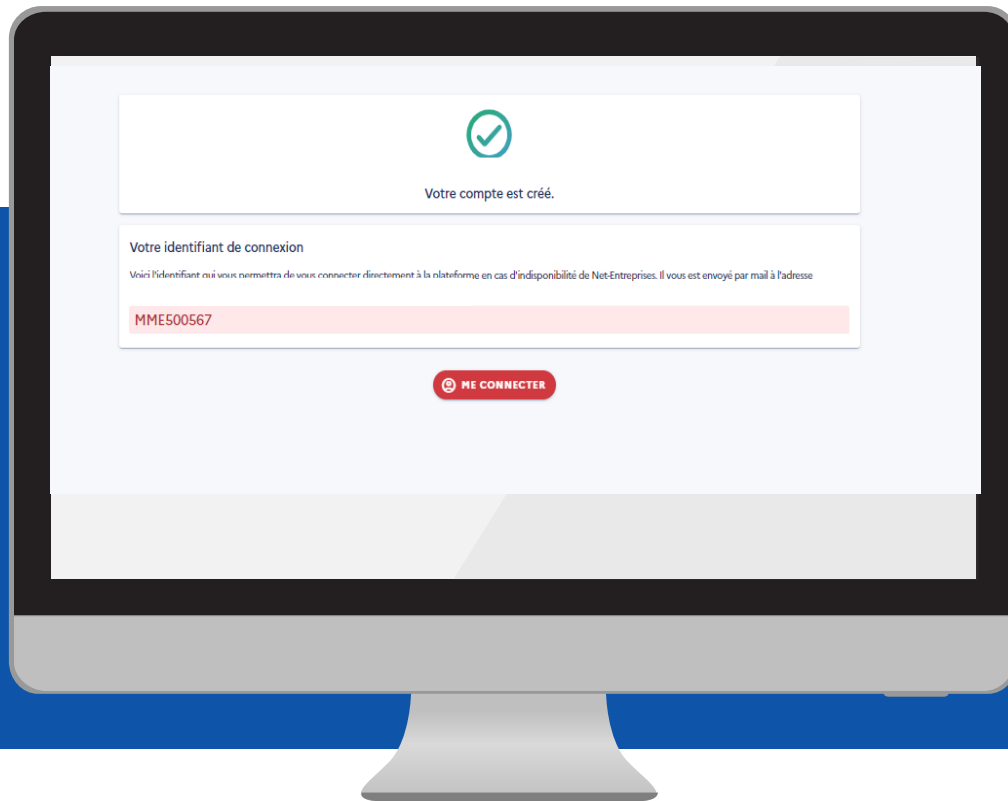 Votre compte est créé.
Votre identifiant de connexion
Voici l'identifiant qui vous permettra de vous connecter directement à la plateforme en cas d'indisponibilité de Net-Entreprises. Il vous est envoyé par mail à l'adresse
MME500567
ME CONNECTER